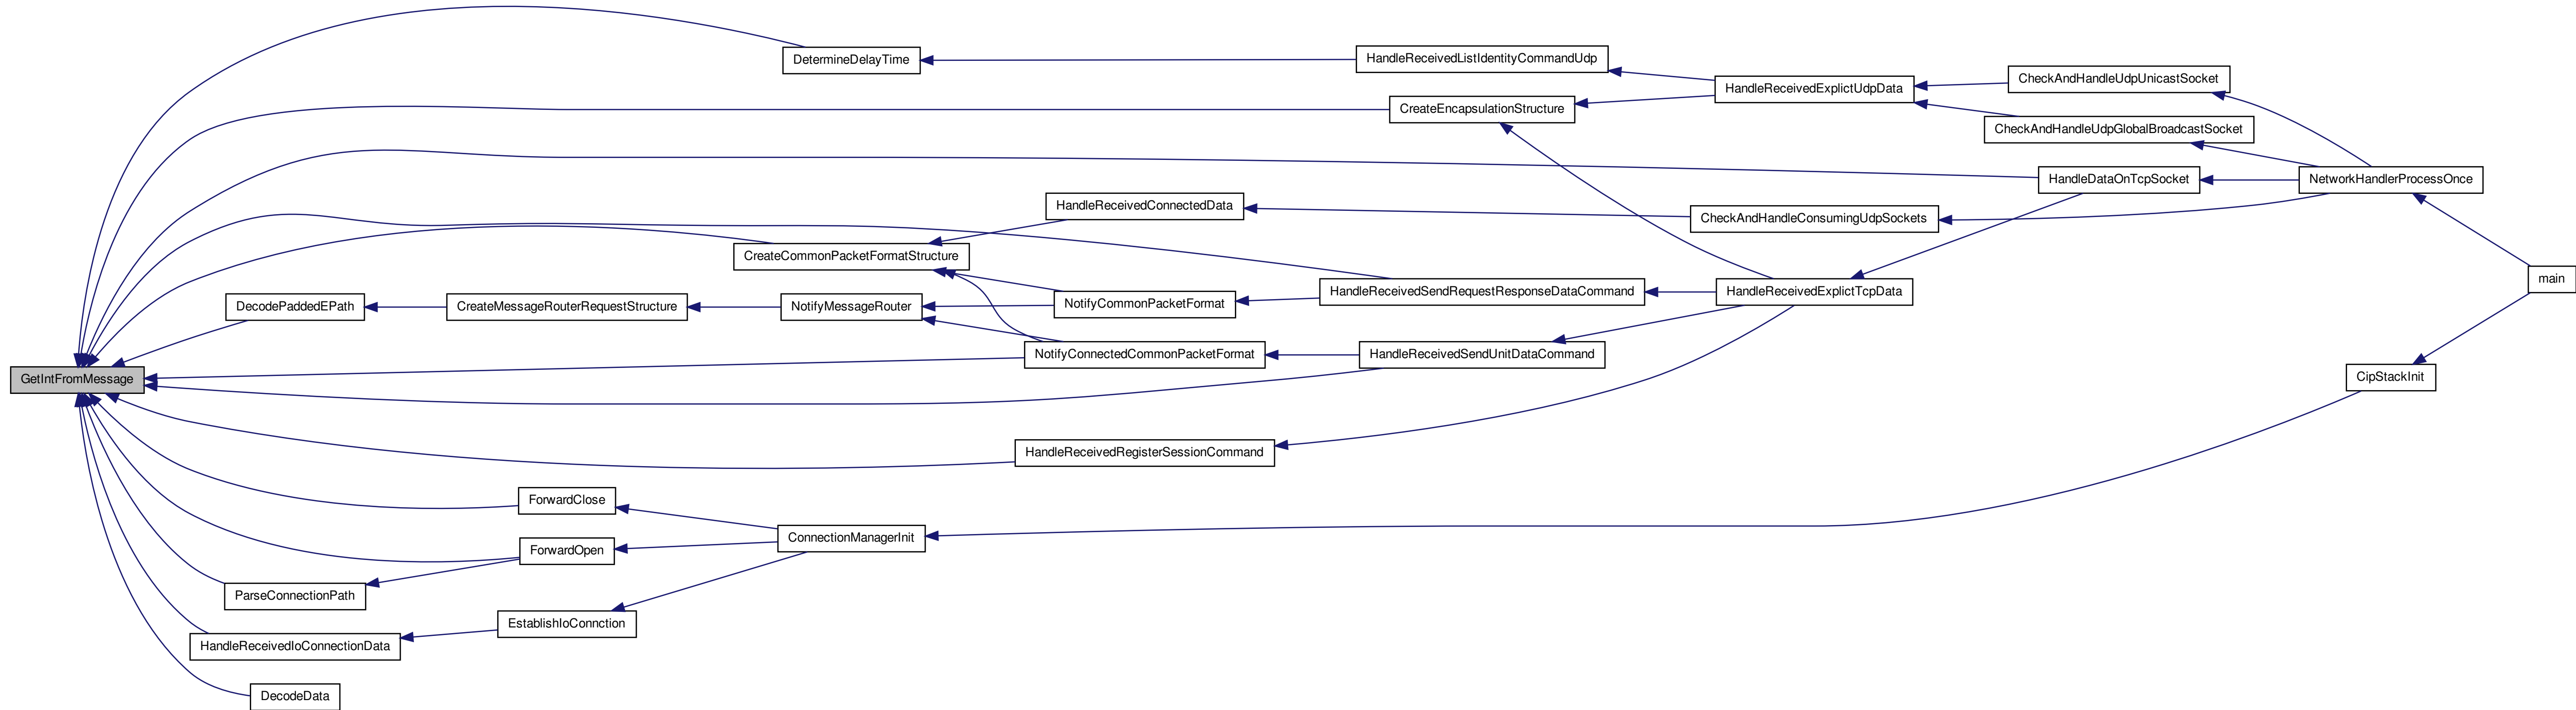 DetermineDelayTime
HandleReceivedListIdentityCommandUdp
HandleReceivedExplictUdpData
CheckAndHandleUdpUnicastSocket
CreateEncapsulationStructure
CheckAndHandleUdpGlobalBroadcastSocket
HandleDataOnTcpSocket
NetworkHandlerProcessOnce
HandleReceivedConnectedData
CheckAndHandleConsumingUdpSockets
CreateCommonPacketFormatStructure
main
DecodePaddedEPath
CreateMessageRouterRequestStructure
NotifyMessageRouter
NotifyCommonPacketFormat
HandleReceivedSendRequestResponseDataCommand
HandleReceivedExplictTcpData
NotifyConnectedCommonPacketFormat
HandleReceivedSendUnitDataCommand
GetIntFromMessage
CipStackInit
HandleReceivedRegisterSessionCommand
ForwardClose
ConnectionManagerInit
ForwardOpen
ParseConnectionPath
EstablishIoConnction
HandleReceivedIoConnectionData
DecodeData